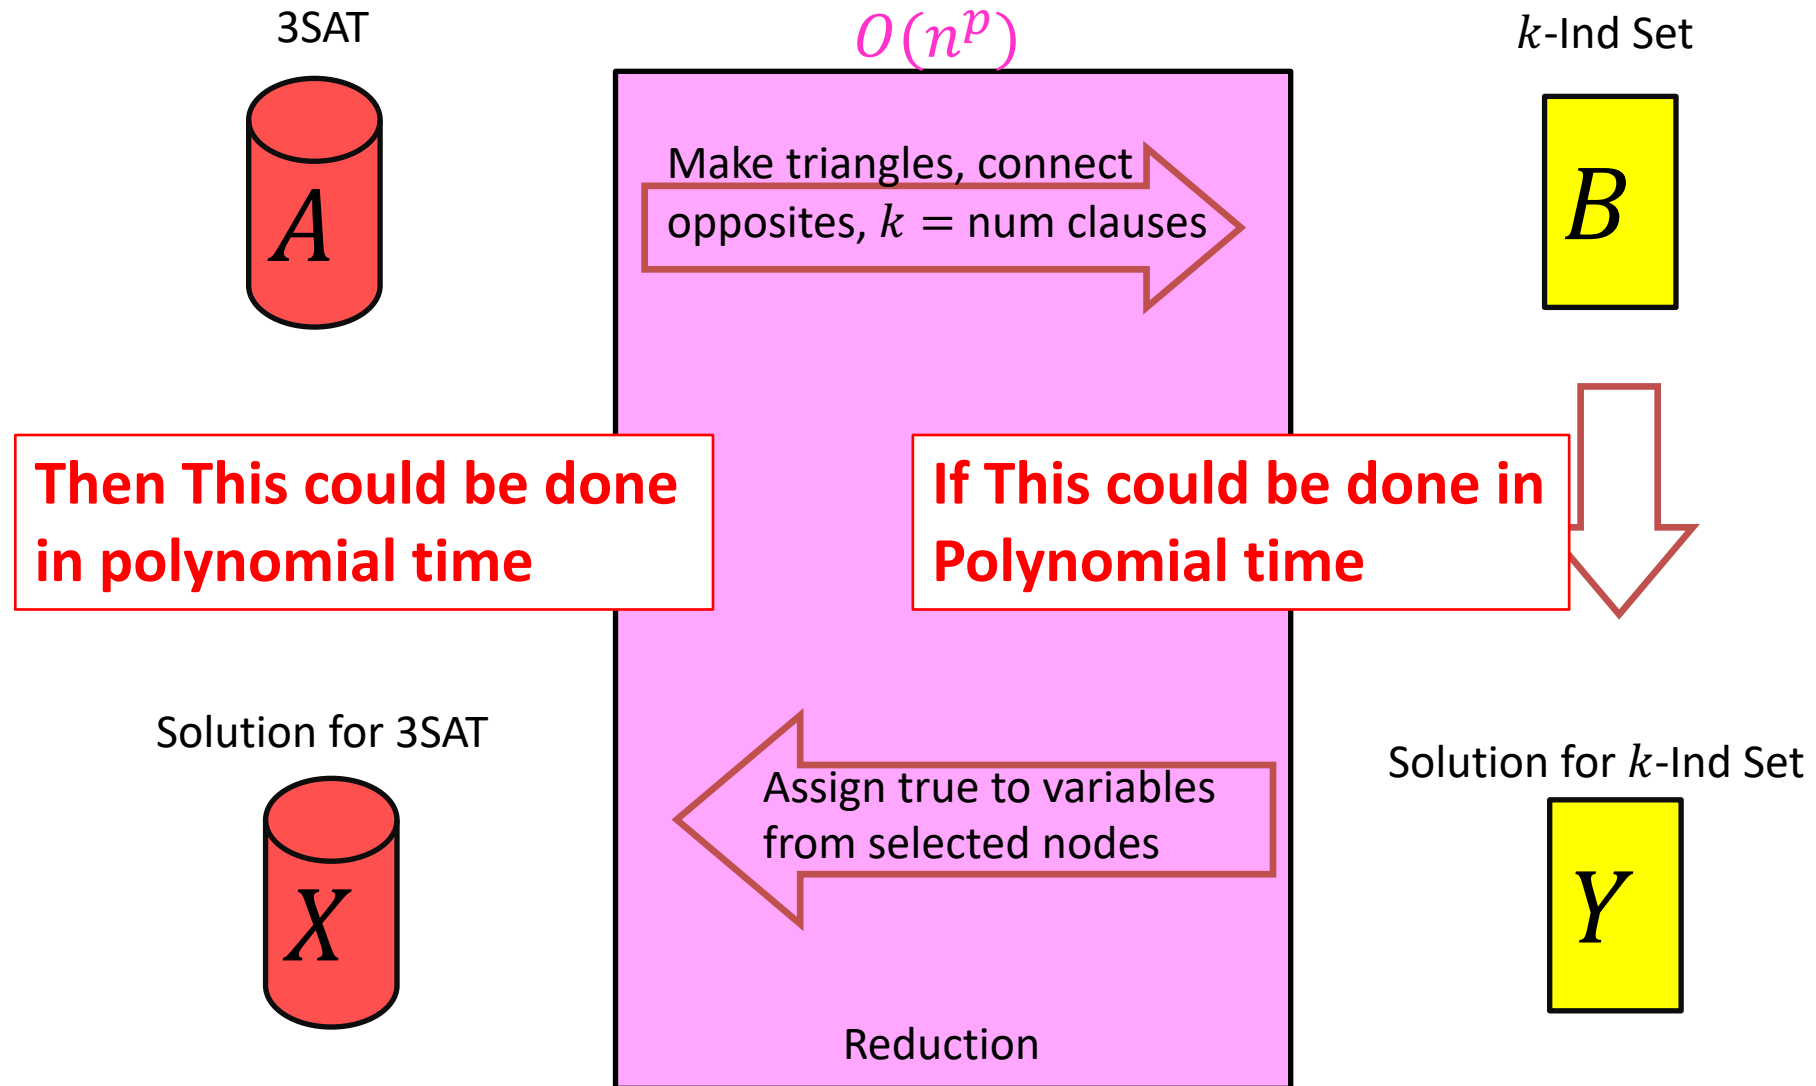 3SAT
O(n^p)
k-Ind Set
A
Make triangles, connect
opposites, k = num clauses
B
Then This could be done
in polynomial time
If This could be done in
Polynomial time
Solution for 3SAT
Solution for k-Ind Set
X
Assign true to variables
from selected nodes
Y
Reduction